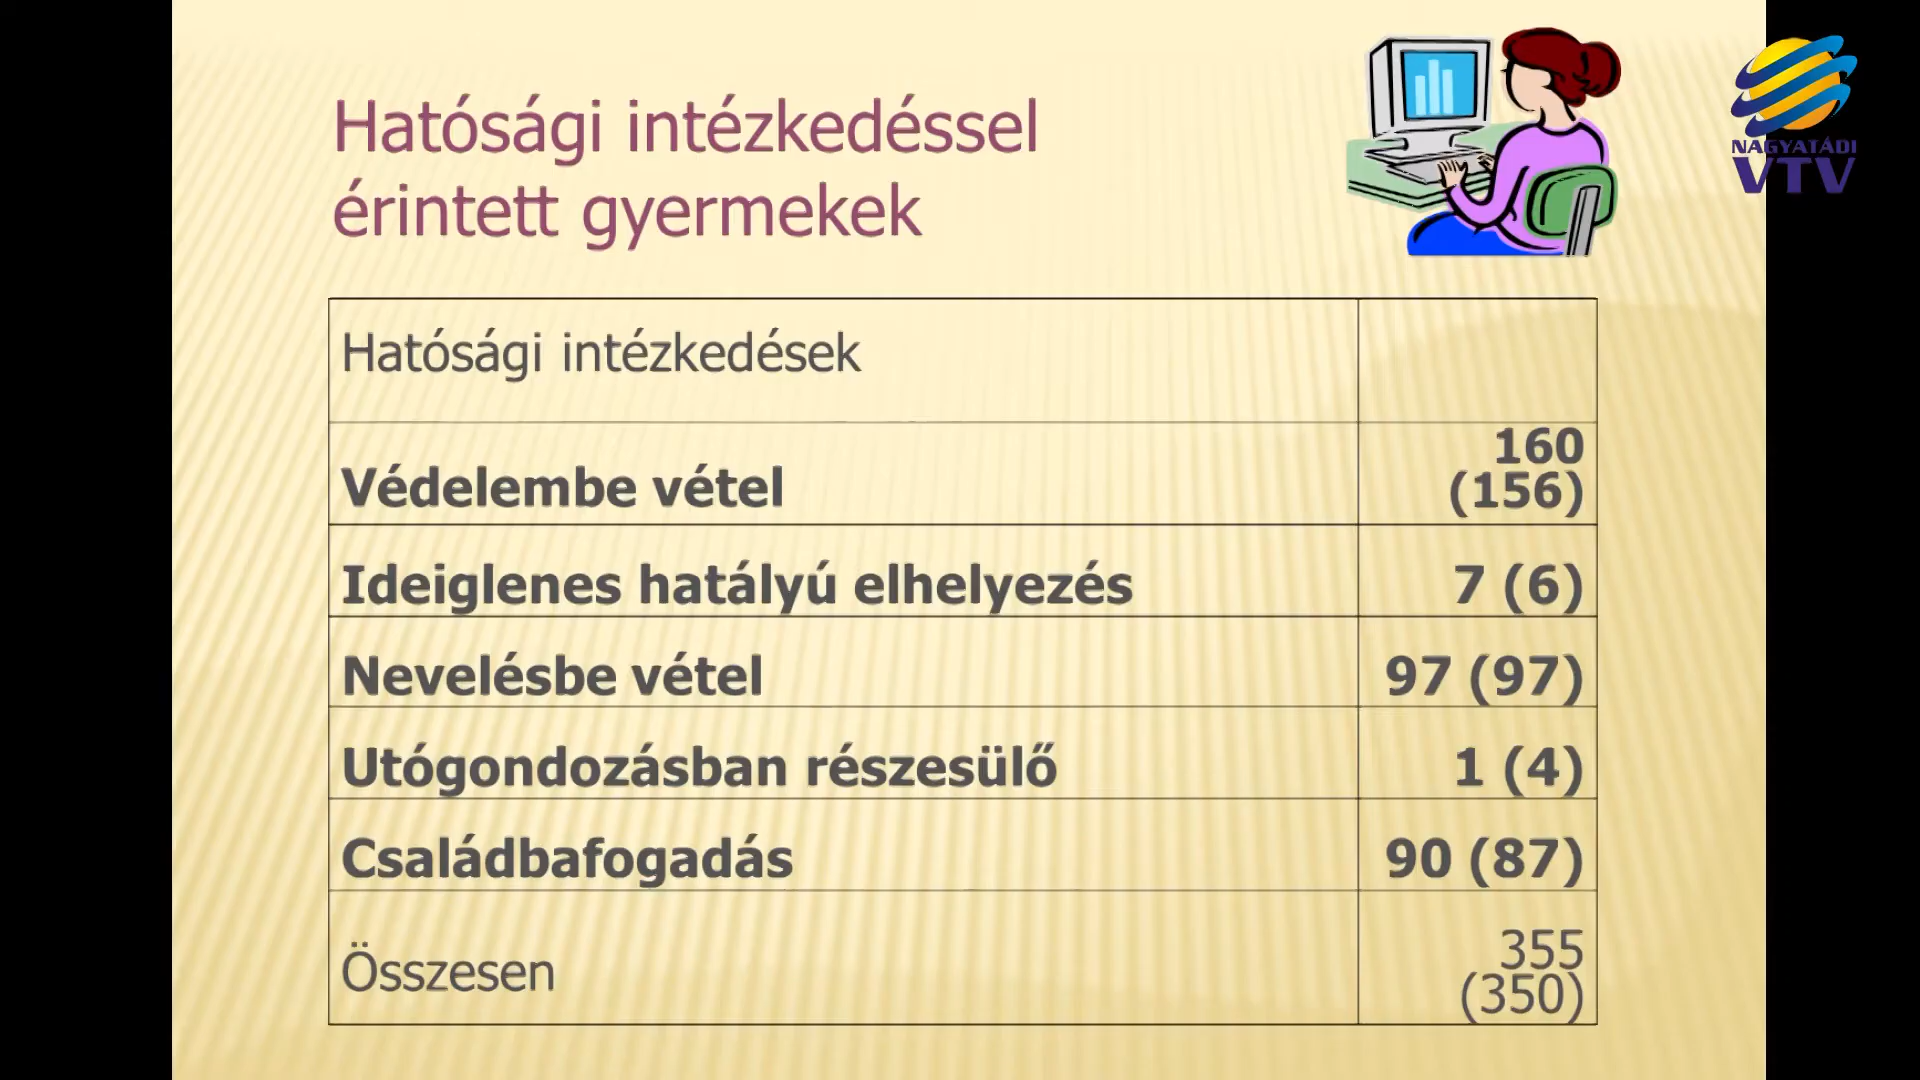 Hatósági intézkedéssel
érintett gyermekek
NAGYATÁDI
VTV
Hatósági intézkedések
Védelembe vétel 160 (156)
Ideiglenes hatályú elhelyezés 7 (6)
Nevelésbe vétel 97 (97)
Utógondozásban részesülő 1 (4)
Családbafogadás 90 (87)
Összesen 355 (350)